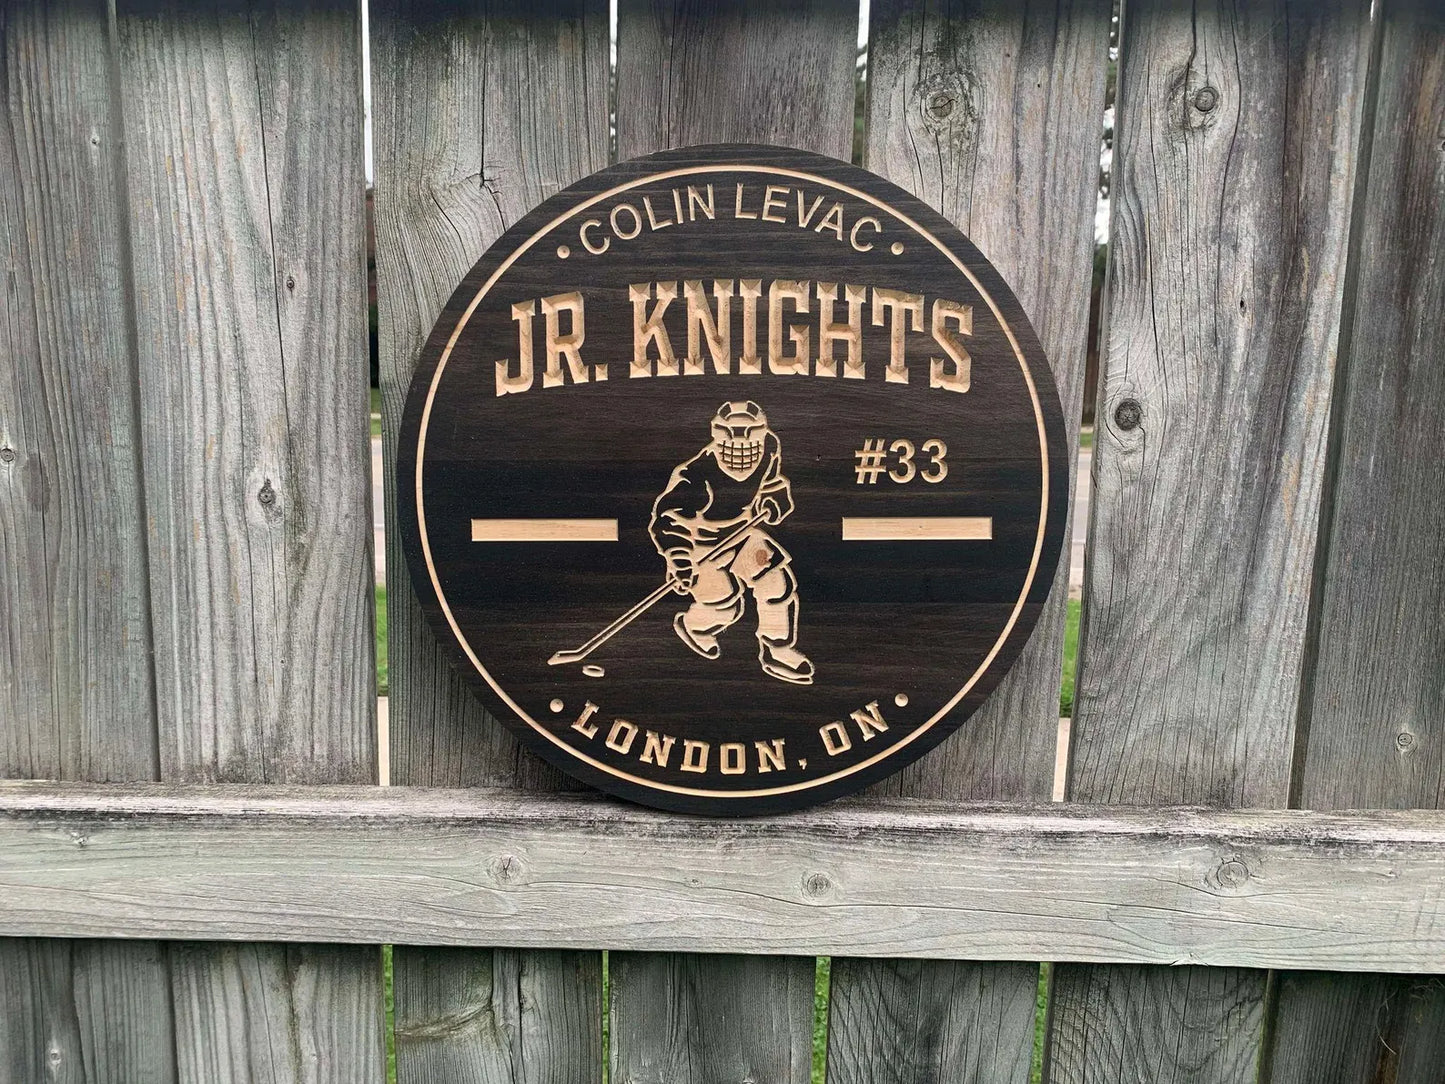 • COLIN LEVAC •
JR. KNIGHTS
#33
• LONDON, ON •